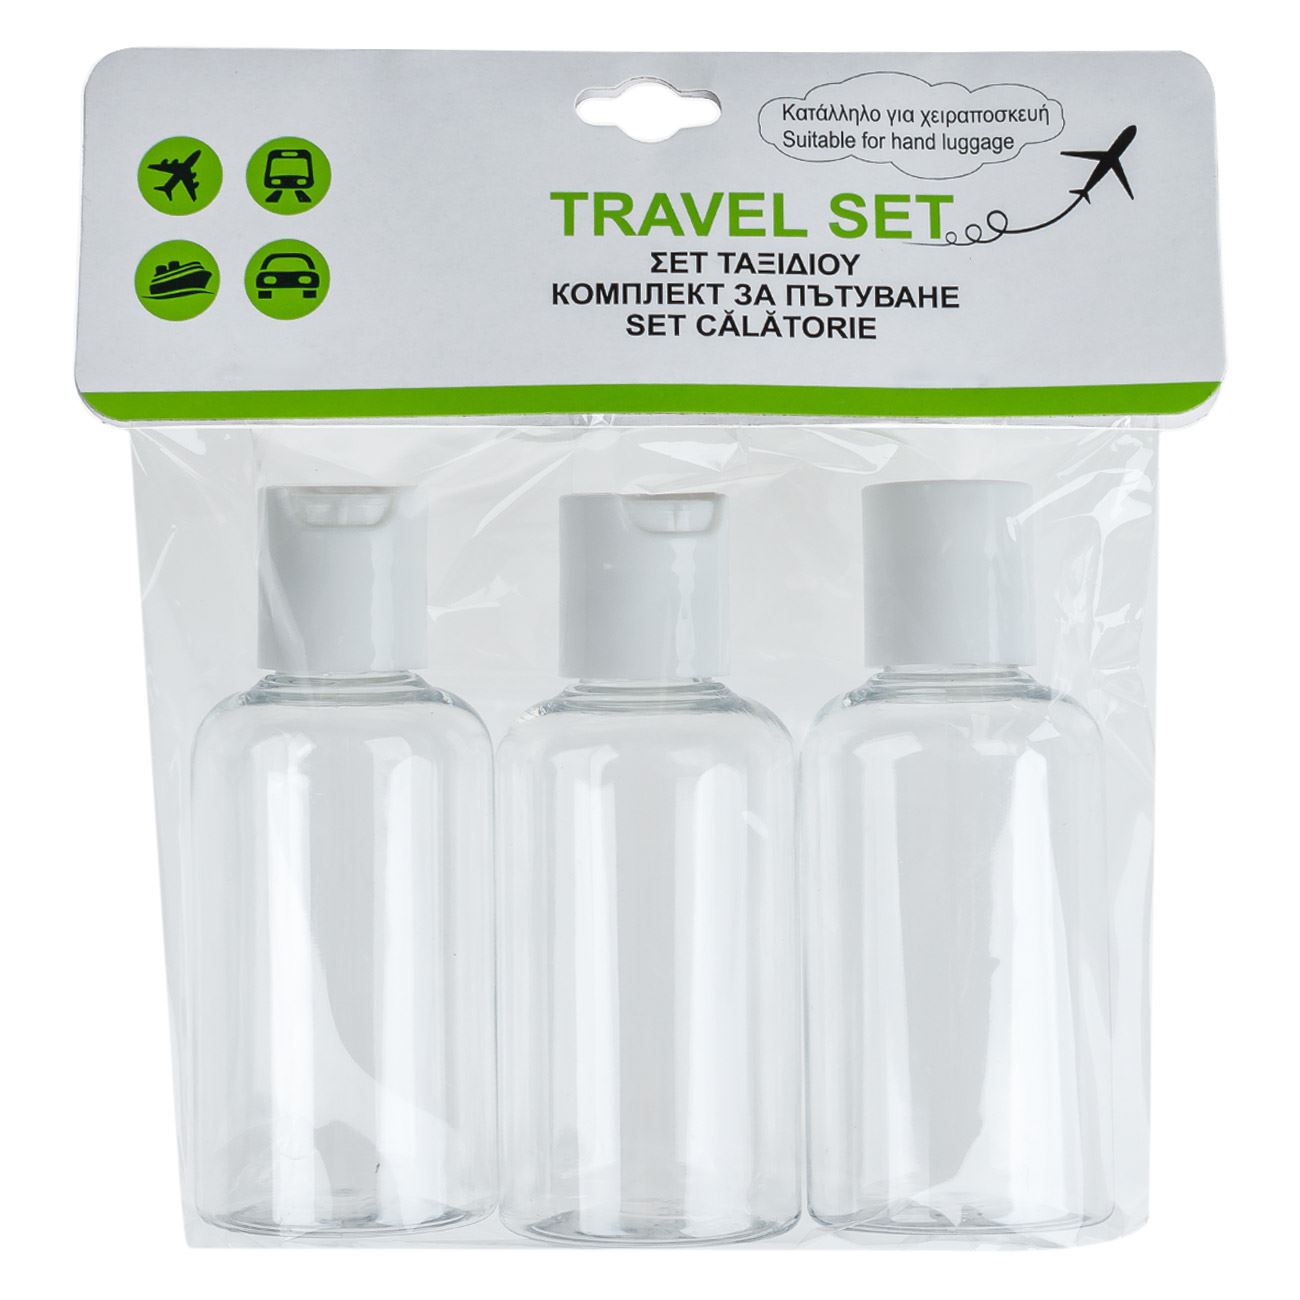 Κατάλληλο για χειραποσκευή
Suitable for hand luggage
TRAVEL SET
ΣΕΤ ΤΑΞΙΔΙΟΥ
КОМПЛЕКТ ЗА ПЪТУВАНЕ
SET CĂLĂTORIE